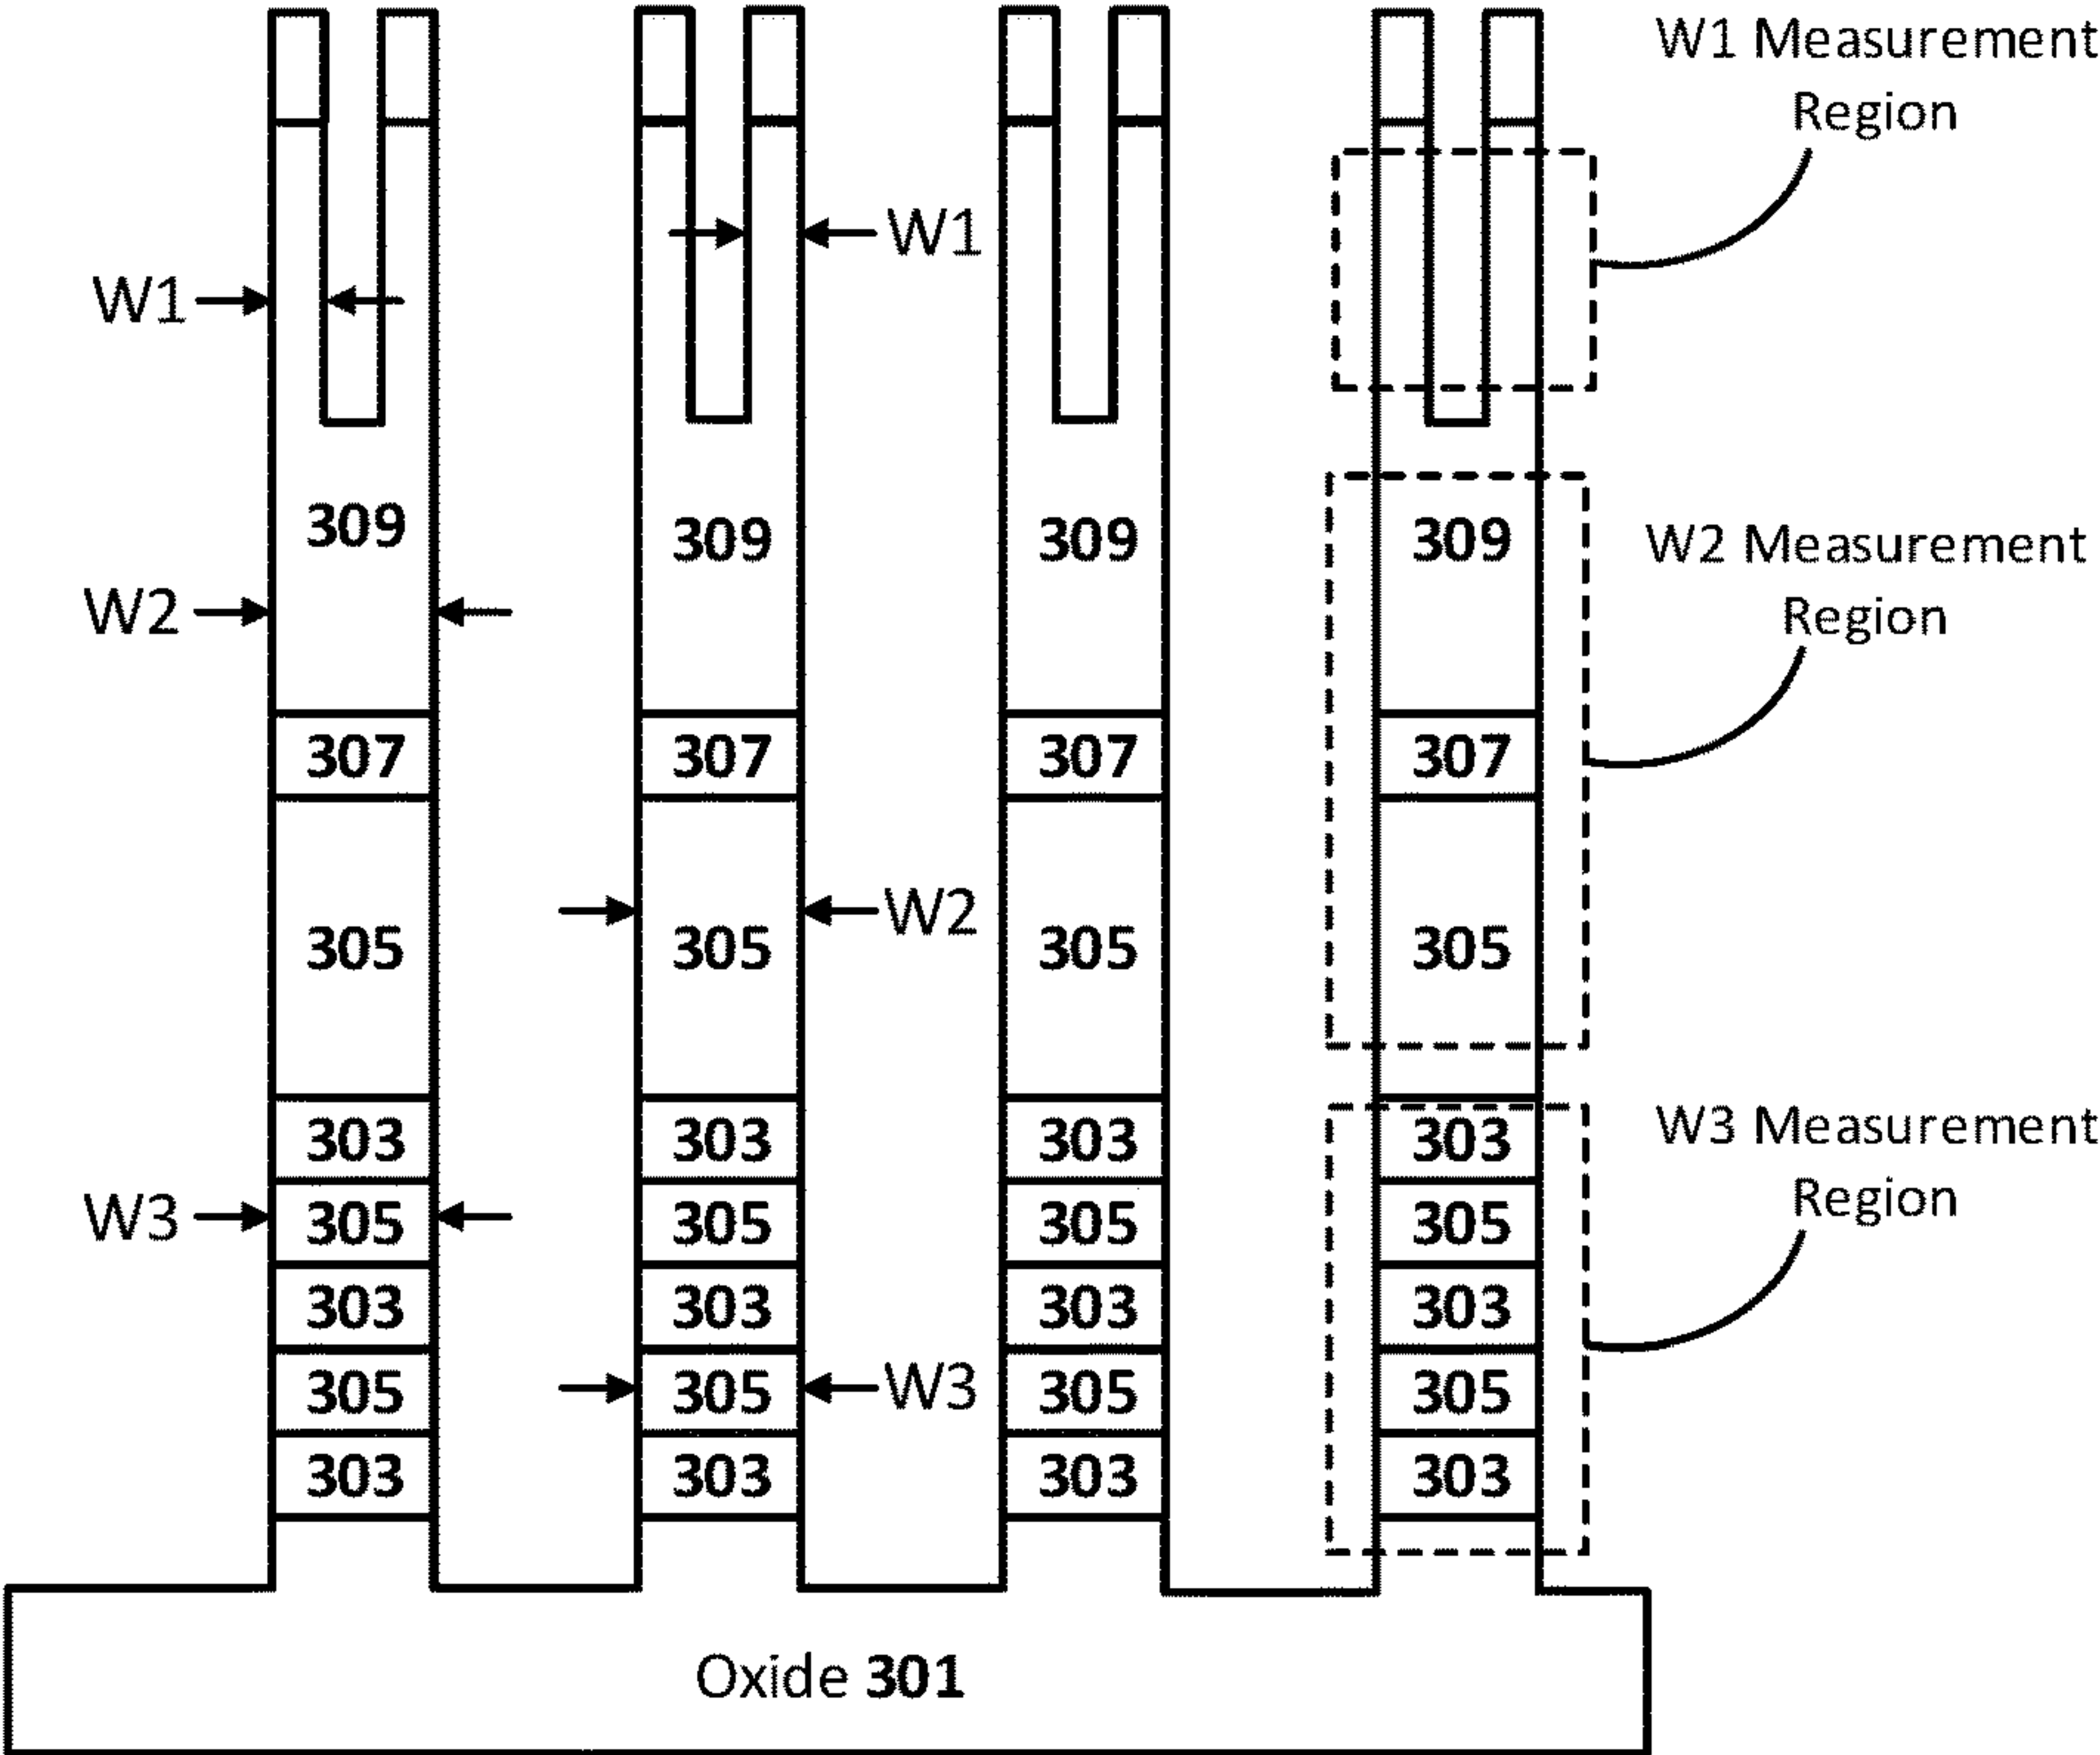 W1 Measurement
Region
W1
W1
309 309 309 309
W2 Measurement
Region
W2
307 307 307 307
W2
305 305 305 305
303 303 303 303
W3 Measurement
Region
W3
305 305 305 305
303 303 303 303
305 305 305 305
W3
303 303 303 303
Oxide 301